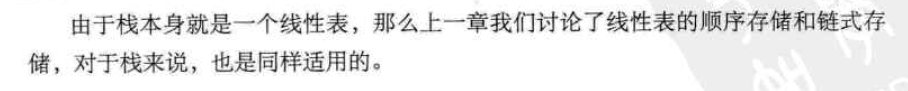 由于栈本身就是一个线性表，那么上一章我们讨论了线性表的顺序存储和链式存
储，对于栈来说，也是同样适用的。